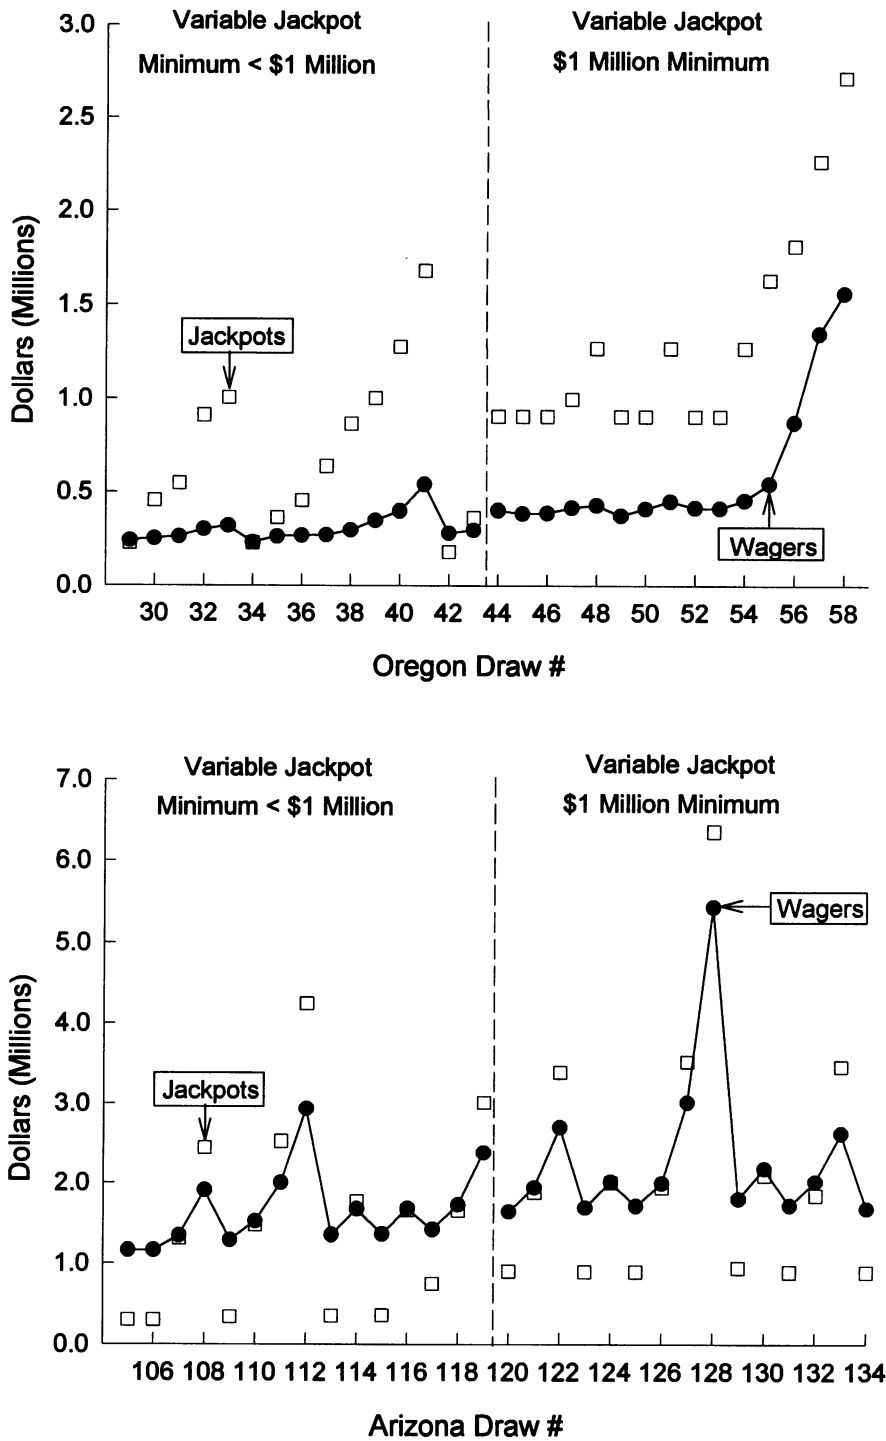 Variable Jackpot
Minimum < $1 Million
Variable Jackpot
$1 Million Minimum
3.0
2.5
2.0
1.5
1.0
0.5
0.0
Dollars (Millions)
Jackpots
Wagers
30 32 34 36 38 40 42 44 46 48 50 52 54 56 58
Oregon Draw #
Variable Jackpot
Minimum < $1 Million
Variable Jackpot
$1 Million Minimum
7.0
6.0
5.0
4.0
3.0
2.0
1.0
0.0
Dollars (Millions)
Jackpots
Wagers
106 108 110 112 114 116 118 120 122 124 126 128 130 132 134
Arizona Draw #